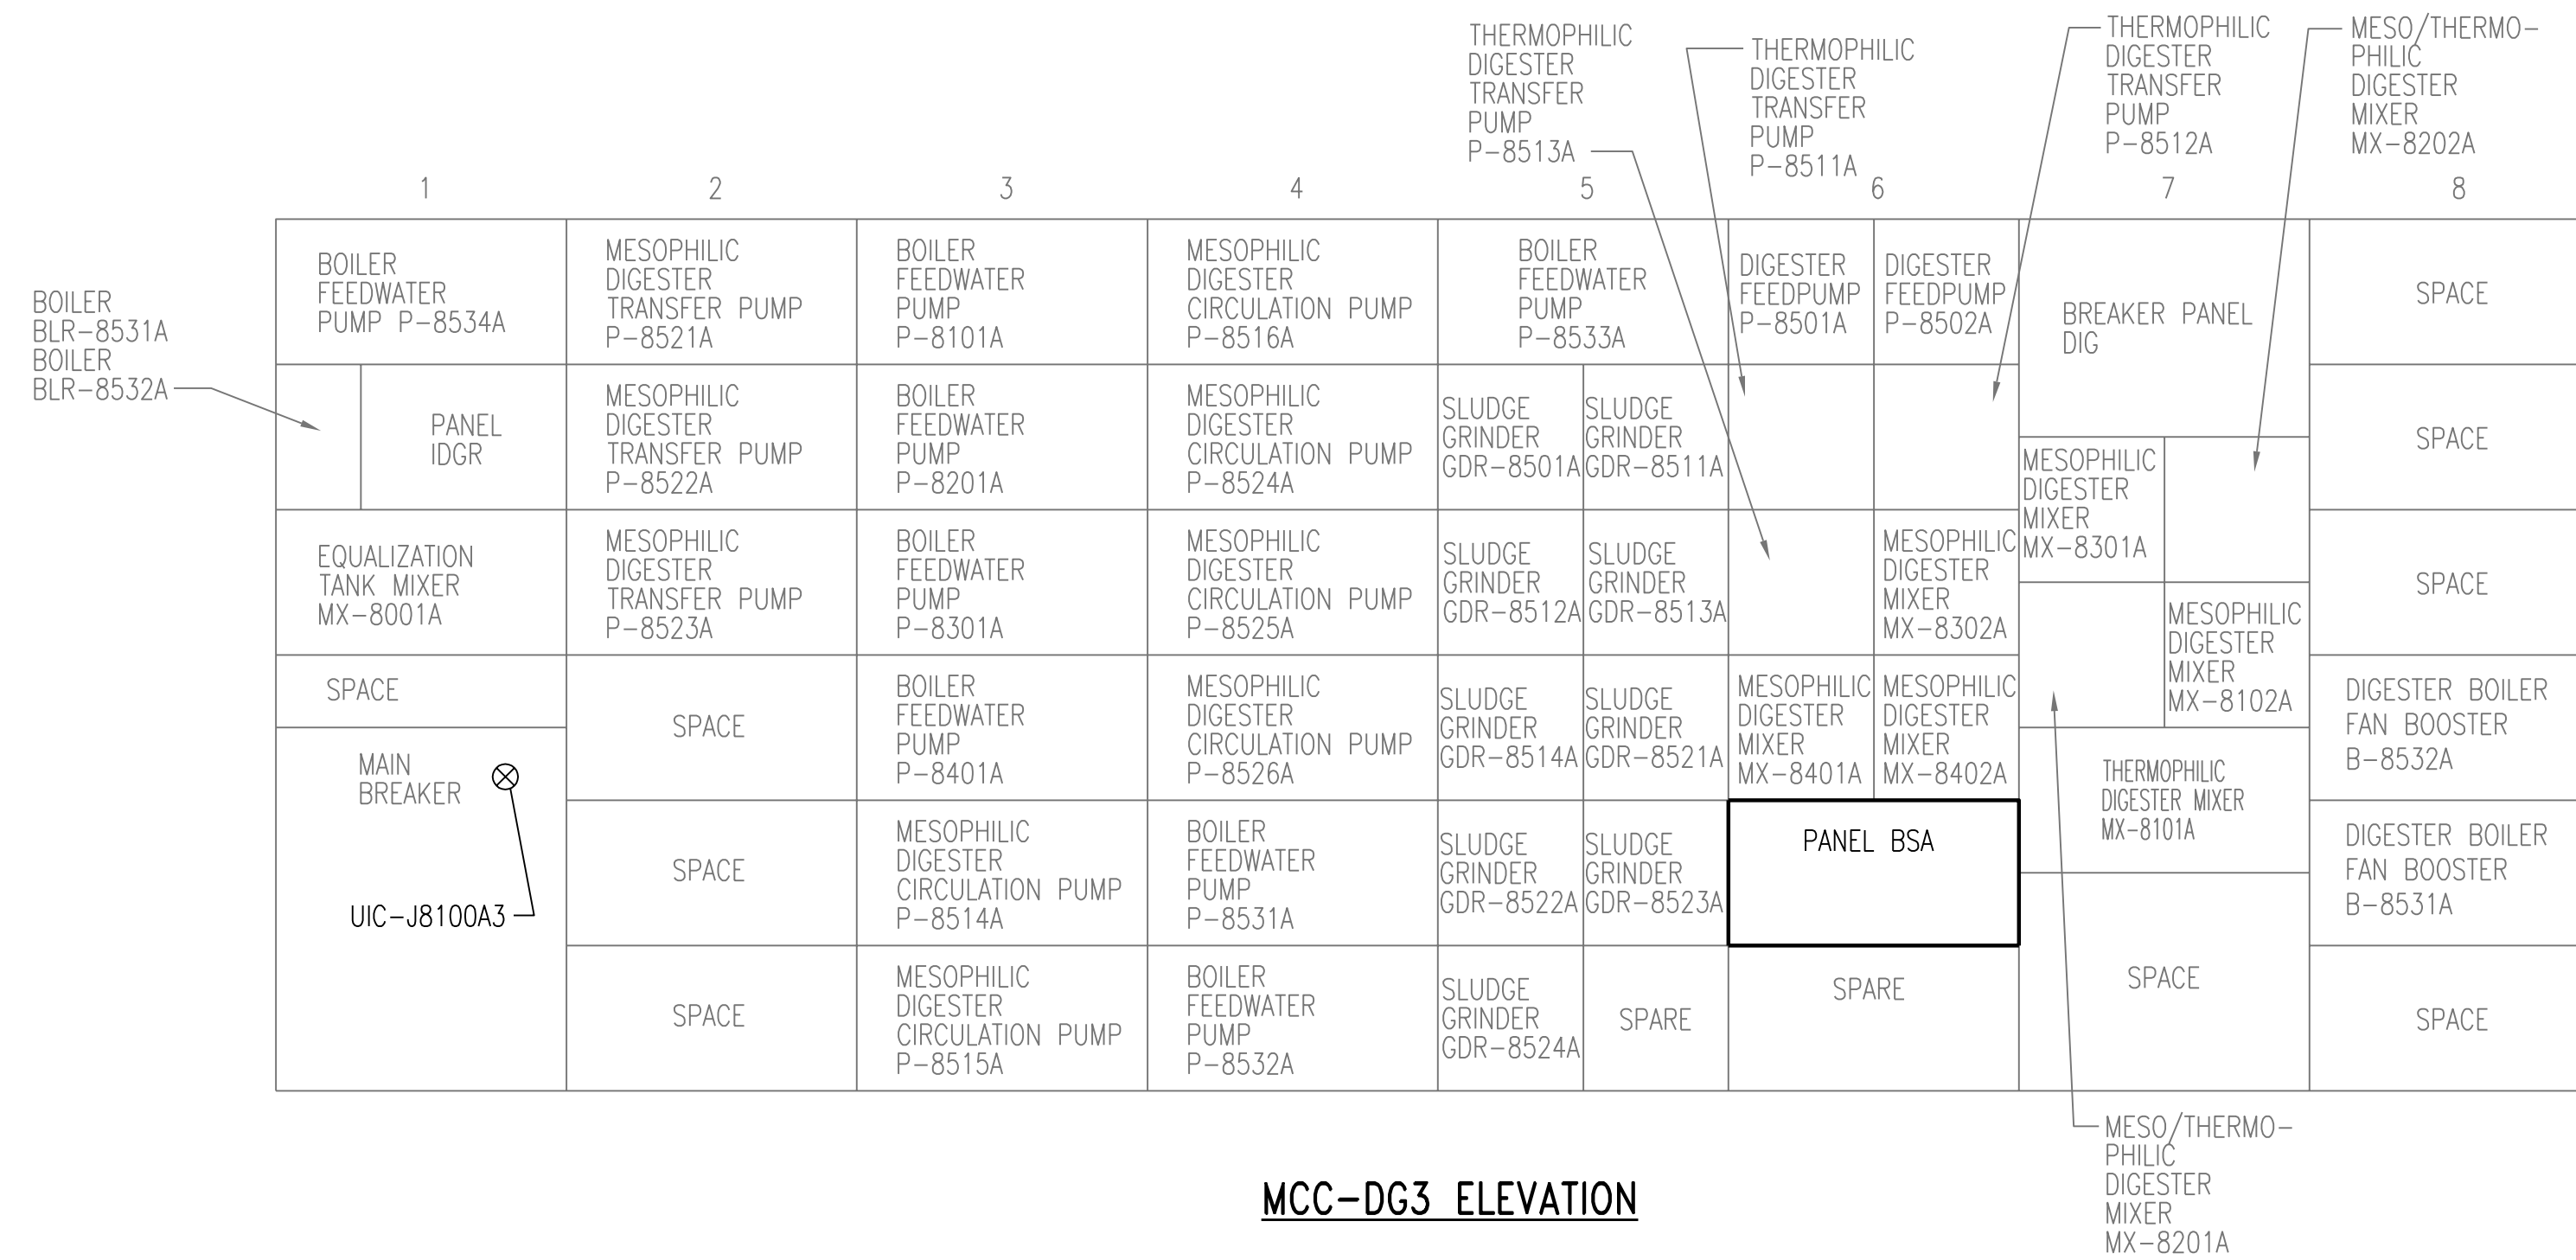 THERMOPHILIC
DIGESTER
TRANSFER
PUMP
P-8513A
THERMOPHILIC
DIGESTER
TRANSFER
PUMP
P-8511A
THERMOPHILIC
DIGESTER
TRANSFER
PUMP
P-8512A
MESO/THERMO-
PHILIC
DIGESTER
MIXER
MX-8202A
1 2 3 4 5 6 7 8
BOILER
BLR-8531A
BOILER
BLR-8532A
BOILER
FEEDWATER
PUMP P-8534A
PANEL
IDGR
EQUALIZATION
TANK MIXER
MX-8001A
SPACE
MAIN
BREAKER
UIC-J8100A3
MESOPHILIC
DIGESTER
TRANSFER PUMP
P-8521A
MESOPHILIC
DIGESTER
TRANSFER PUMP
P-8522A
MESOPHILIC
DIGESTER
TRANSFER PUMP
P-8523A
SPACE
SPACE
SPACE
BOILER
FEEDWATER
PUMP
P-8101A
BOILER
FEEDWATER
PUMP
P-8201A
BOILER
FEEDWATER
PUMP
P-8301A
BOILER
FEEDWATER
PUMP
P-8401A
MESOPHILIC
DIGESTER
CIRCULATION PUMP
P-8514A
MESOPHILIC
DIGESTER
CIRCULATION PUMP
P-8515A
MESOPHILIC
DIGESTER
CIRCULATION PUMP
P-8516A
MESOPHILIC
DIGESTER
CIRCULATION PUMP
P-8524A
MESOPHILIC
DIGESTER
CIRCULATION PUMP
P-8525A
MESOPHILIC
DIGESTER
CIRCULATION PUMP
P-8526A
BOILER
FEEDWATER
PUMP
P-8531A
BOILER
FEEDWATER
PUMP
P-8532A
BOILER
FEEDWATER
PUMP
P-8533A
SLUDGE
GRINDER
GDR-8501A
SLUDGE
GRINDER
GDR-8511A
SLUDGE
GRINDER
GDR-8512A
SLUDGE
GRINDER
GDR-8513A
SLUDGE
GRINDER
GDR-8514A
SLUDGE
GRINDER
GDR-8521A
SLUDGE
GRINDER
GDR-8522A
SLUDGE
GRINDER
GDR-8523A
SLUDGE
GRINDER
GDR-8524A
SPARE
DIGESTER
FEEDPUMP
P-8501A
DIGESTER
FEEDPUMP
P-8502A
MESOPHILIC
DIGESTER
MIXER
MX-8302A
MESOPHILIC
DIGESTER
MIXER
MX-8401A
MESOPHILIC
DIGESTER
MIXER
MX-8402A
PANEL BSA
SPARE
BREAKER PANEL
DIG
MESOPHILIC
DIGESTER
MIXER
MX-8301A
MESOPHILIC
DIGESTER
MIXER
MX-8102A
THERMOPHILIC
DIGESTER MIXER
MX-8101A
SPACE
SPACE
SPACE
SPACE
DIGESTER BOILER
FAN BOOSTER
B-8532A
DIGESTER BOILER
FAN BOOSTER
B-8531A
SPACE
MESO/THERMO-
PHILIC
DIGESTER
MIXER
MX-8201A
MCC-DG3 ELEVATION